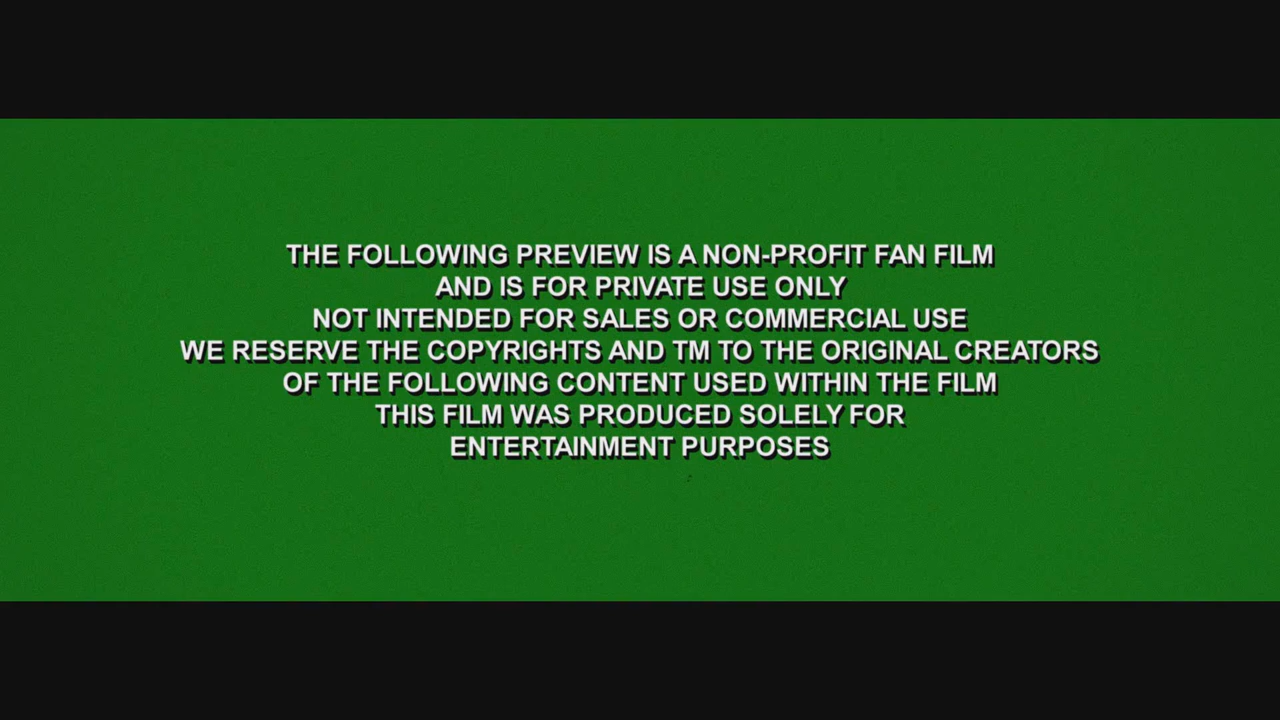 THE FOLLOWING PREVIEW IS A NON-PROFIT FAN FILM
AND IS FOR PRIVATE USE ONLY
NOT INTENDED FOR SALES OR COMMERCIAL USE
WE RESERVE THE COPYRIGHTS AND TM TO THE ORIGINAL CREATORS
OF THE FOLLOWING CONTENT USED WITHIN THE FILM
THIS FILM WAS PRODUCED SOLELY FOR
ENTERTAINMENT PURPOSES